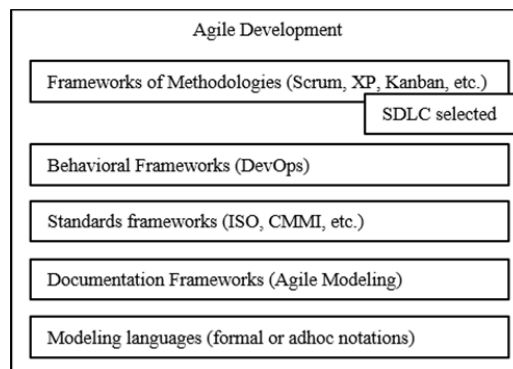 Agile Development
Frameworks of Methodologies (Scrum, XP, Kanban, etc.)
SDLC selected
Behavioral Frameworks (DevOps)
Standards frameworks (ISO, CMMI, etc.)
Documentation Frameworks (Agile Modeling)
Modeling languages (formal or adhoc notations)